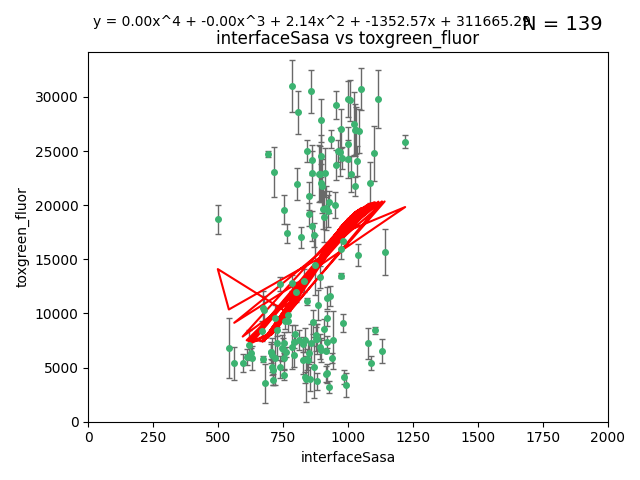 y = 0.00x^4 + -0.00x^3 + 2.14x^2 + -1352.57x + 311665.29
N = 139
interfaceSasa vs toxgreen_fluor
30000
25000
20000
15000
10000
5000
0
toxgreen_fluor
0 250 500 750 1000 1250 1500 1750 2000
interfaceSasa